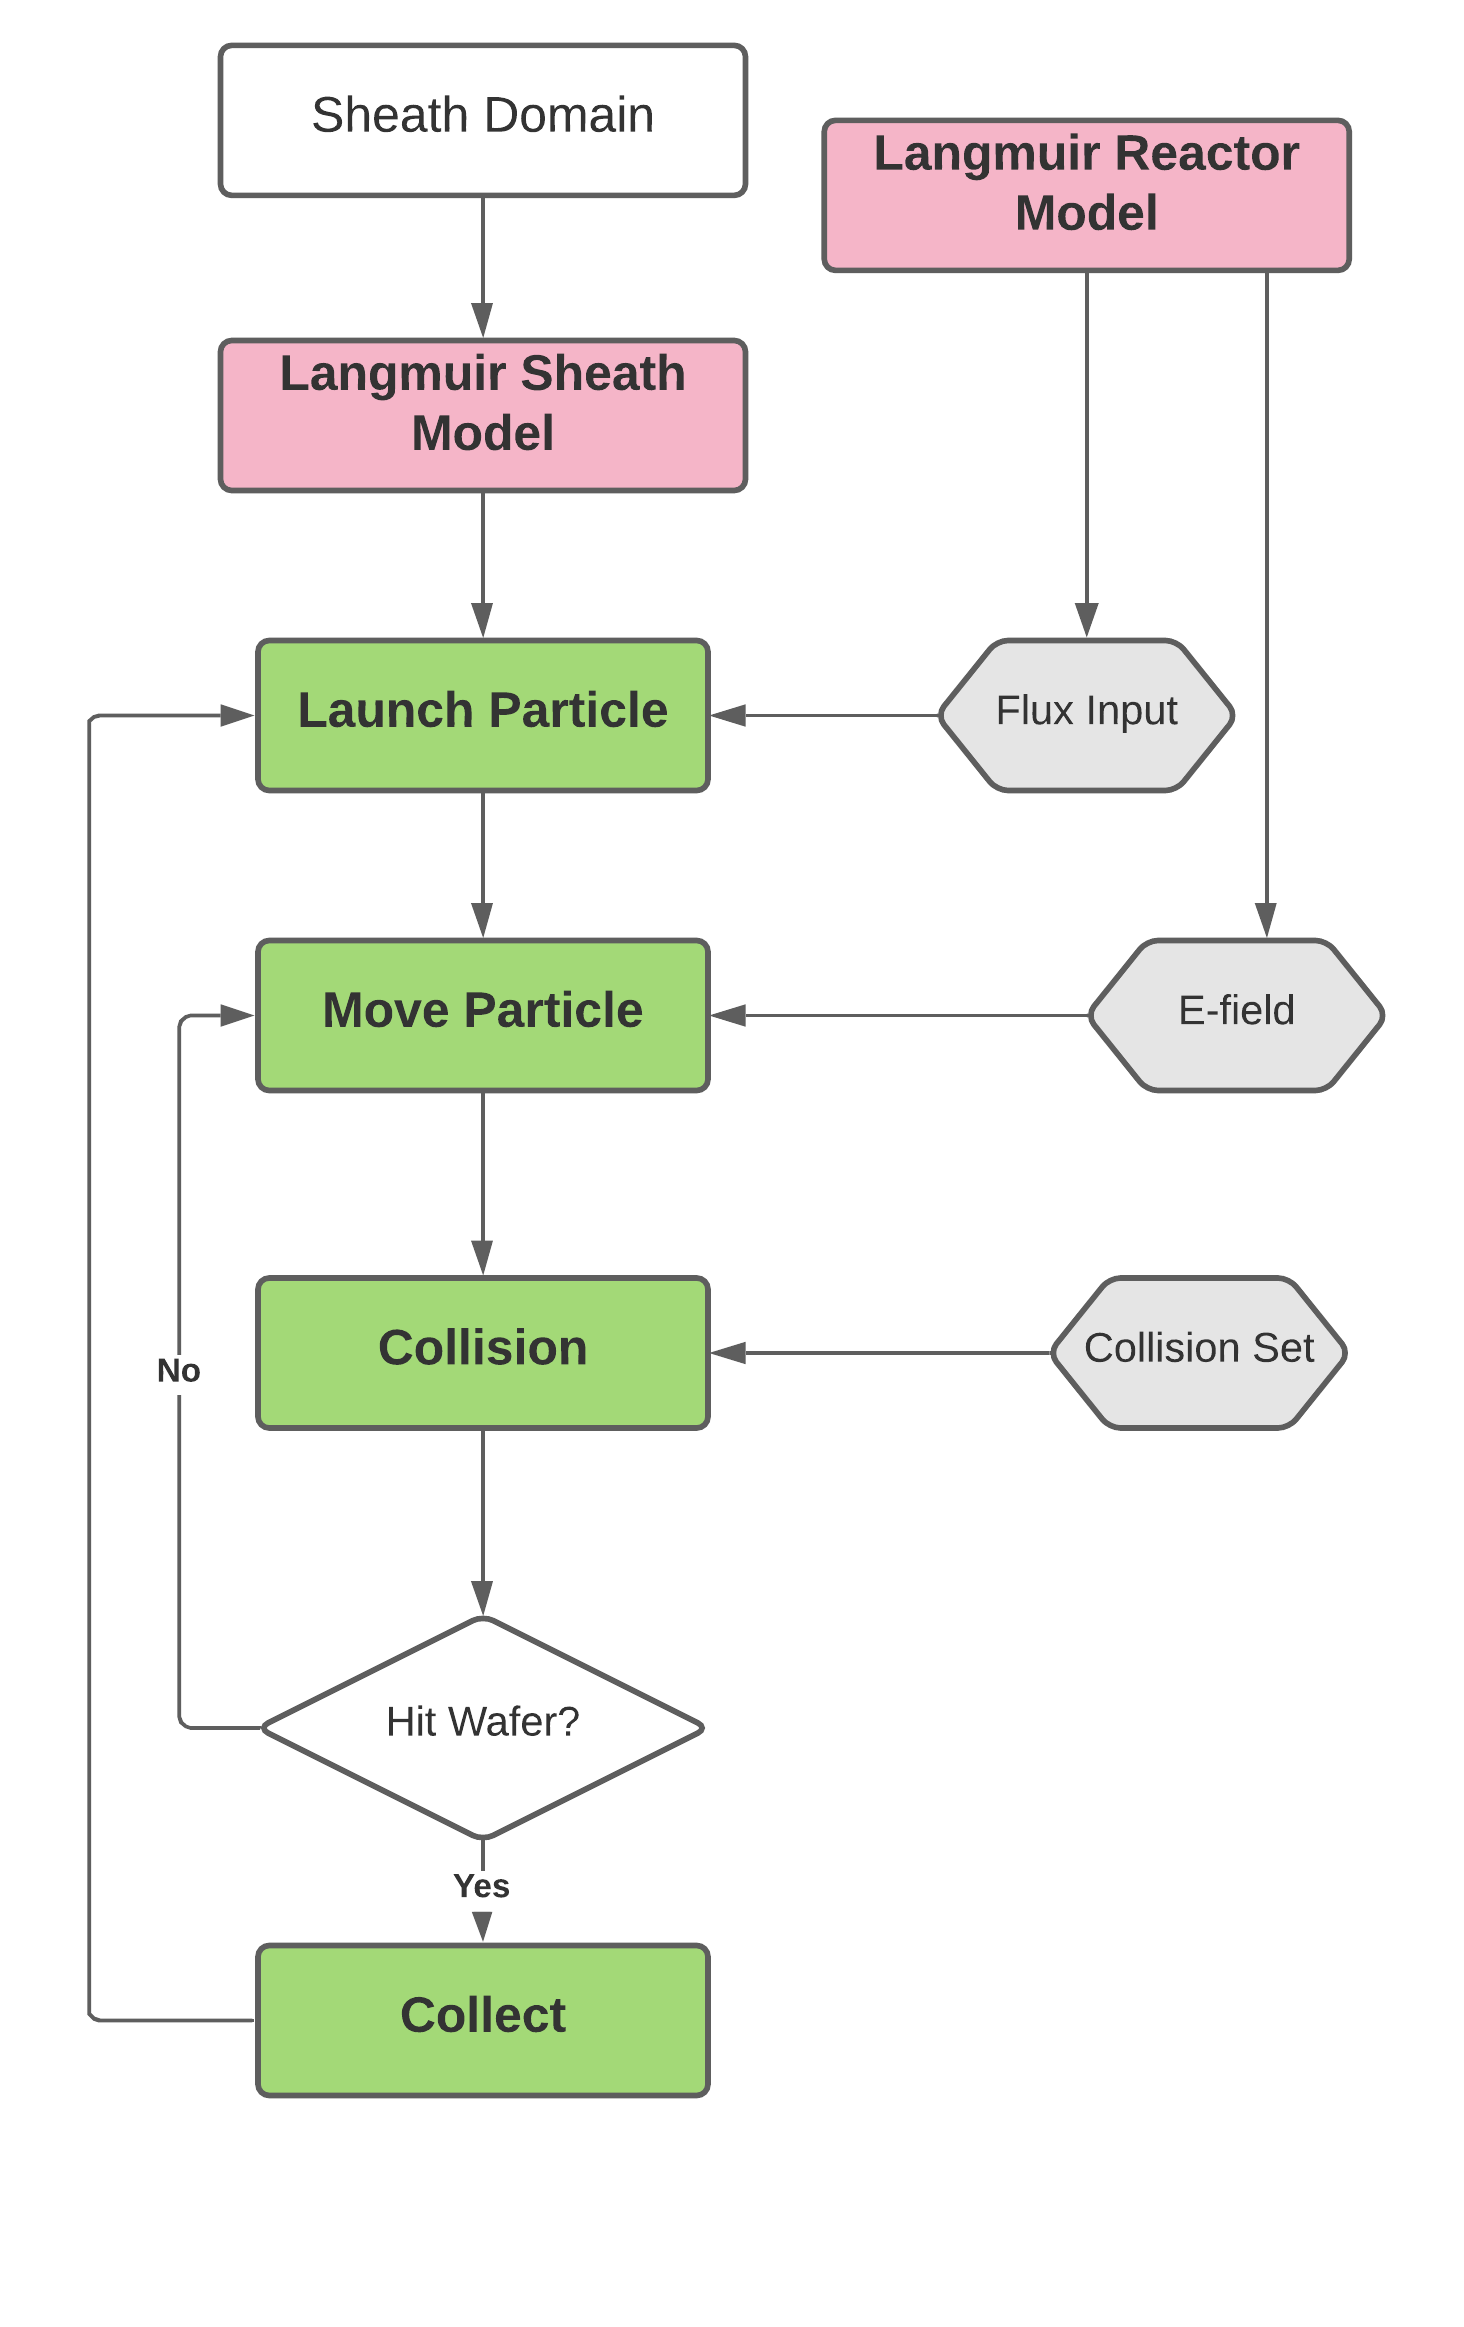 Sheath Domain
Langmuir Reactor
Model
Langmuir Sheath
Model
Launch Particle
Flux Input
Move Particle
E-field
Collision
Collision Set
No
Hit Wafer?
Yes
Collect